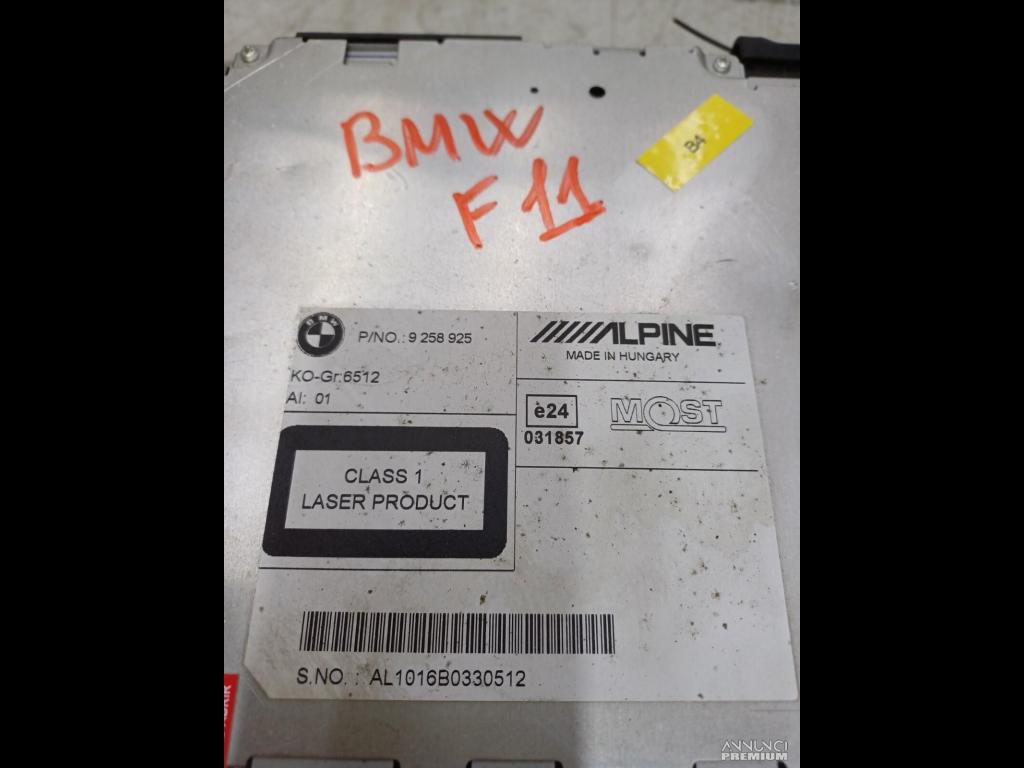 BMW
F 11
B4
BMW
P/NO.: 9 258 925
KO-Gr:6512
AI: 01
ALPINE
MADE IN HUNGARY
e24
031857
MOST
CLASS 1
LASER PRODUCT
S.NO. : AL1016B0330512
ANNUNCI
PREMIUM